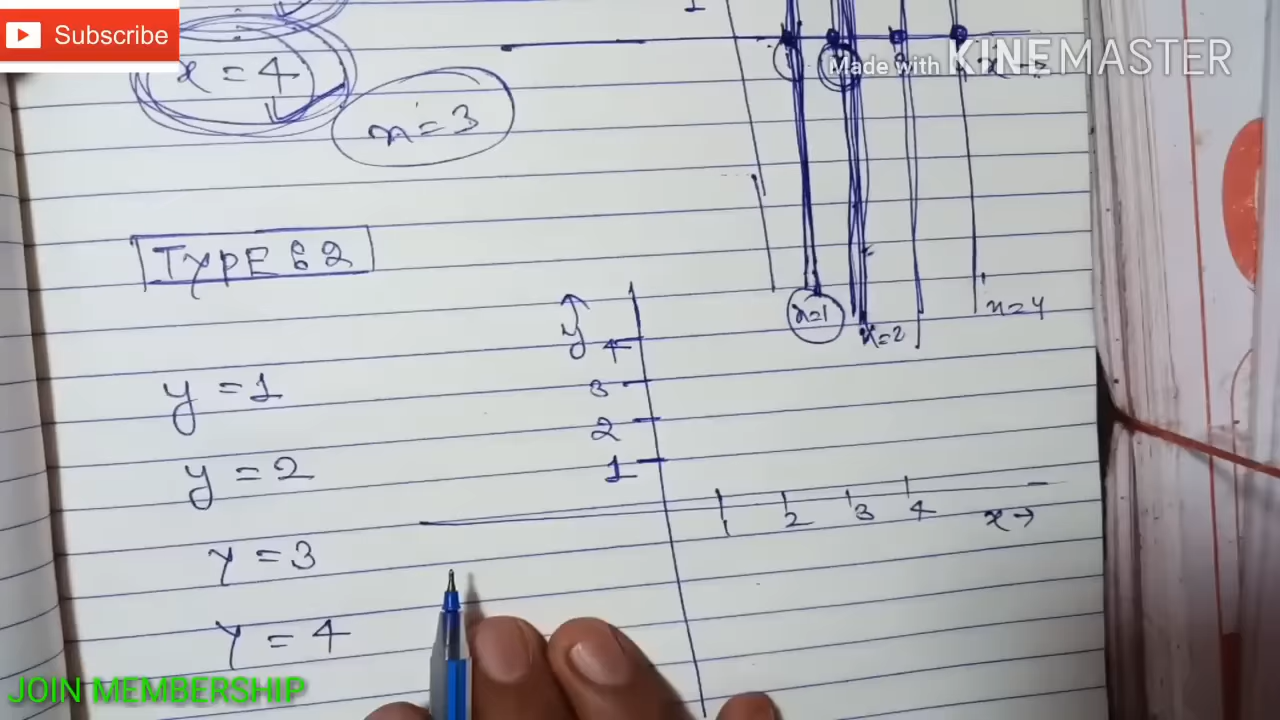 Subscribe
x = 4
x = 3
1
Made with KINEMASTER
x=1
x=2
x=4
TYPE 2
y = 1
y = 2
y = 3
y = 4
y
4
3
2
1
1 2 3 4 x →
JOIN MEMBERSHIP